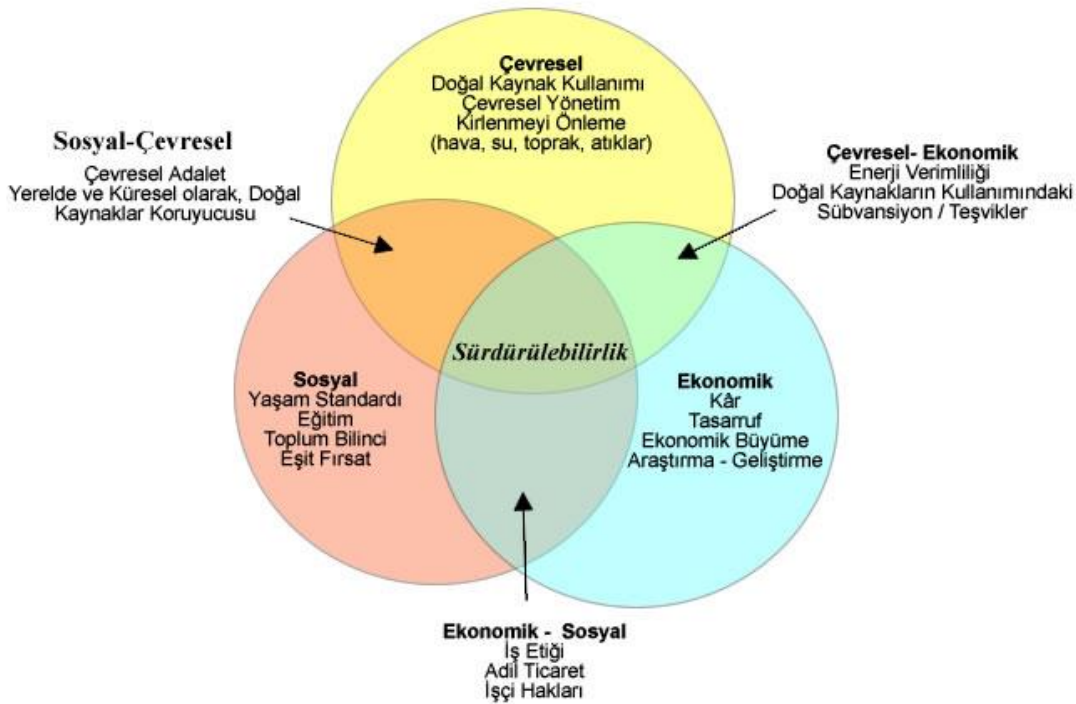 Çevresel
Doğal Kaynak Kullanımı
Çevresel Yönetim
Kirlenmeyi Önleme
(hava, su, toprak, atıklar)
Sosyal-Çevresel
Çevresel Adalet
Yerelde ve Küresel olarak, Doğal
Kaynaklar Koruyucusu
Çevresel- Ekonomik
Enerji Verimliliği
Doğal Kaynakların Kullanımındaki
Sübvansiyon / Teşvikler
Sürdürülebilirlik
Sosyal
Yaşam Standardı
Eğitim
Toplum Bilinci
Eşit Fırsat
Ekonomik
Kâr
Tasarruf
Ekonomik Büyüme
Araştırma - Geliştirme
Ekonomik - Sosyal
İş Etiği
Adil Ticaret
İşçi Hakları